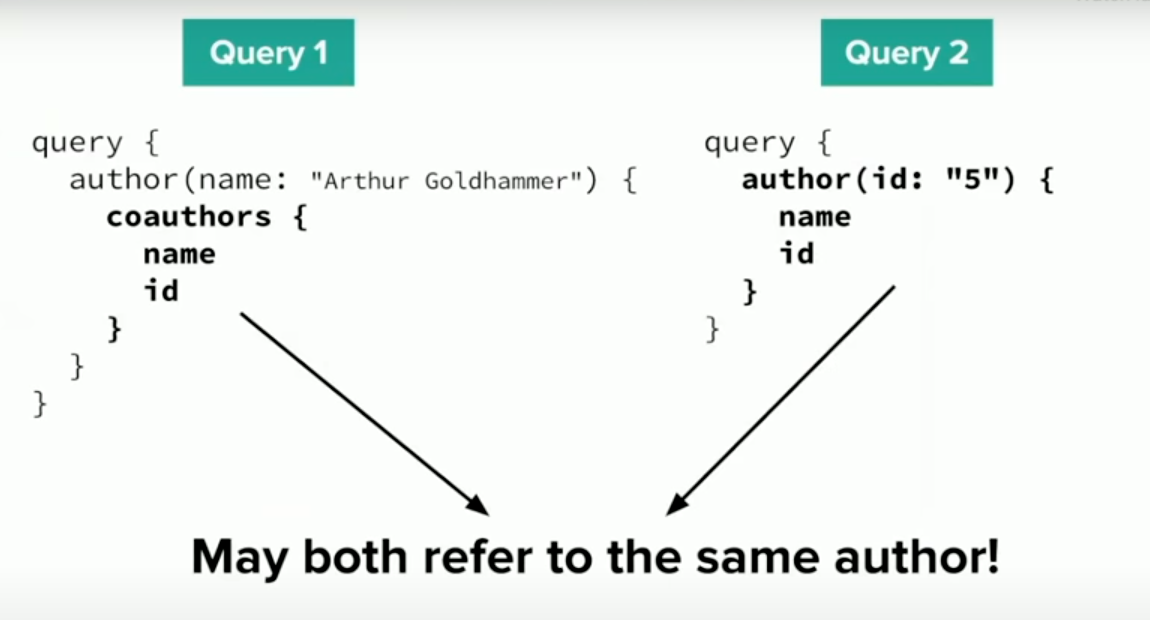 Query 1
query {
  author(name: "Arthur Goldhammer") {
    coauthors {
      name
      id
    }
  }
}
Query 2
query {
  author(id: "5") {
    name
    id
  }
}
May both refer to the same author!